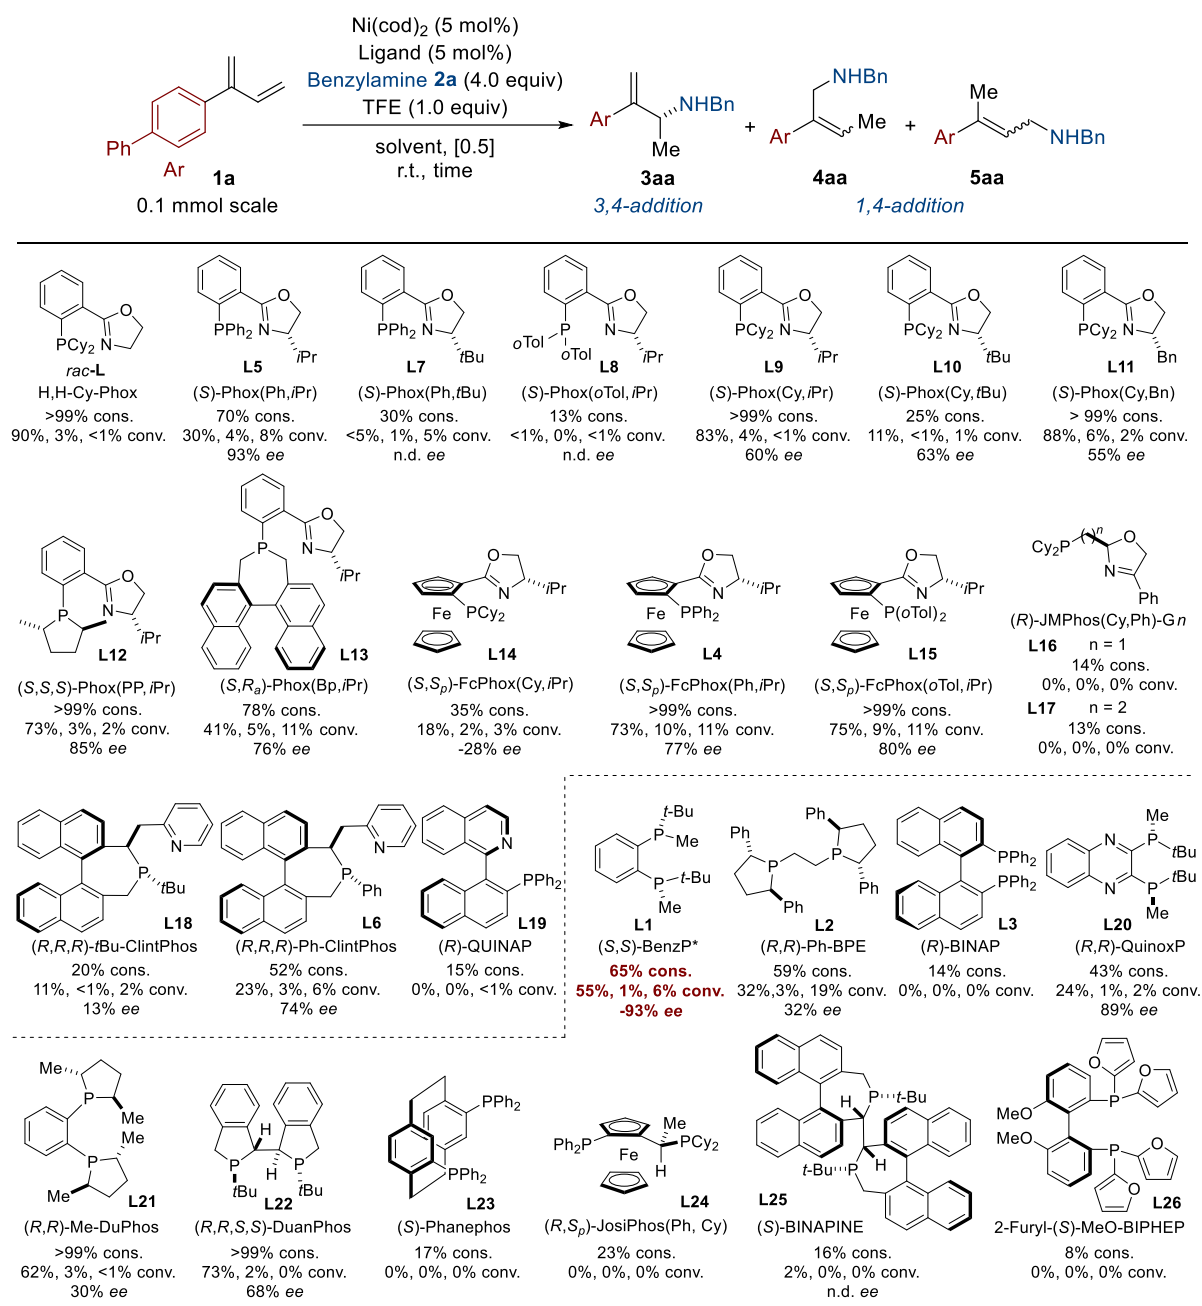 Ni(cod)2 (5 mol%)
Ligand (5 mol%)
Benzylamine 2a (4.0 equiv)
TFE (1.0 equiv)
solvent, [0.5]
r.t., time
Ph
Ar
1a
0.1 mmol scale
Ar
NHBn
Me
3aa
3,4-addition
+
NHBn
Ar
Me
4aa
+
Me
Ar
NHBn
5aa
1,4-addition
PCy2 N O
rac-L
H,H-Cy-Phox
>99% cons.
90%, 3%, <1% conv.
PPh2 N O iPr
L5
(S)-Phox(Ph,iPr)
70% cons.
30%, 4%, 8% conv.
93% ee
PPh2 N O tBu
L7
(S)-Phox(Ph,tBu)
30% cons.
<5%, 1%, 5% conv.
n.d. ee
oTol P oTol N O iPr
L8
(S)-Phox(oTol,iPr)
13% cons.
<1%, 0%, <1% conv.
n.d. ee
PCy2 N O iPr
L9
(S)-Phox(Cy,iPr)
>99% cons.
83%, 4%, <1% conv.
60% ee
PCy2 N O tBu
L10
(S)-Phox(Cy,tBu)
25% cons.
11%, <1%, 1% conv.
63% ee
PCy2 N O Bn
L11
(S)-Phox(Cy,Bn)
> 99% cons.
88%, 6%, 2% conv.
55% ee
P N O iPr
L12
(S,S,S)-Phox(PP,iPr)
>99% cons.
73%, 3%, 2% conv.
85% ee
P N O iPr
L13
(S,Ra)-Phox(Bp,iPr)
78% cons.
41%, 5%, 11% conv.
76% ee
O N iPr Fe PCy2
L14
(S,Sp)-FcPhox(Cy,iPr)
35% cons.
18%, 2%, 3% conv.
-28% ee
O N iPr Fe PPh2
L4
(S,Sp)-FcPhox(Ph,iPr)
>99% cons.
73%, 10%, 11% conv.
77% ee
O N iPr Fe P(oTol)2
L15
(S,Sp)-FcPhox(oTol,iPr)
>99% cons.
75%, 9%, 11% conv.
80% ee
Cy2P n O N Ph
(R)-JMPhos(Cy,Ph)-Gn
L16 n = 1
14% cons.
0%, 0%, 0% conv.
L17 n = 2
13% cons.
0%, 0%, 0% conv.
N P tBu
L18
(R,R,R)-tBu-ClintPhos
20% cons.
11%, <1%, 2% conv.
13% ee
N P Ph
L6
(R,R,R)-Ph-ClintPhos
52% cons.
23%, 3%, 6% conv.
74% ee
N PPh2
L19
(R)-QUINAP
15% cons.
0%, 0%, <1% conv.
t-Bu P Me P t-Bu Me
L1
(S,S)-BenzP*
65% cons.
55%, 1%, 6% conv.
-93% ee
Ph Ph P P Ph Ph
L2
(R,R)-Ph-BPE
59% cons.
32%,3%, 19% conv.
32% ee
PPh2
PPh2
L3
(R)-BINAP
14% cons.
0%, 0%, 0% conv.
Me N P tBu N P tBu Me
L20
(R,R)-QuinoxP
43% cons.
24%, 1%, 2% conv.
89% ee
Me P Me Me P Me
L21
(R,R)-Me-DuPhos
>99% cons.
62%, 3%, <1% conv.
30% ee
H P H P tBu tBu
L22
(R,R,S,S)-DuanPhos
>99% cons.
73%, 2%, 0% conv.
68% ee
PPh2
PPh2
L23
(S)-Phanephos
17% cons.
0%, 0%, 0% conv.
Me Ph2P PCy2 Fe H
L24
(R,Sp)-JosiPhos(Ph, Cy)
23% cons.
0%, 0%, 0% conv.
P t-Bu H t-Bu P H
L25
(S)-BINAPINE
16% cons.
2%, 0%, 0% conv.
n.d. ee
O O P MeO MeO P O O
L26
2-Furyl-(S)-MeO-BIPHEP
8% cons.
0%, 0%, 0% conv.